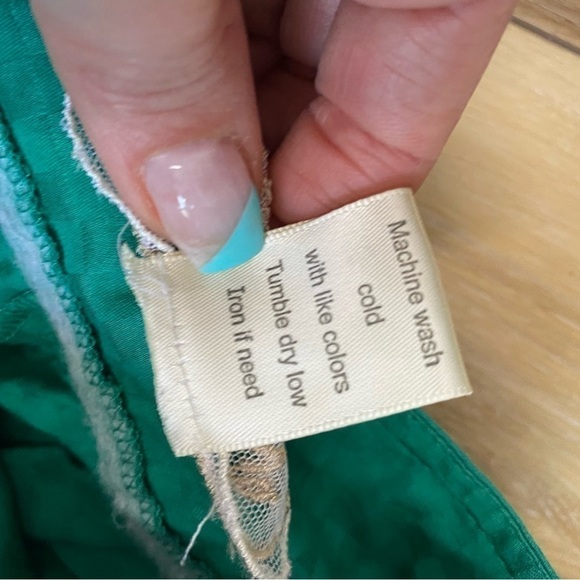 Machine wash
cold
with like colors
Tumble dry low
Iron if need